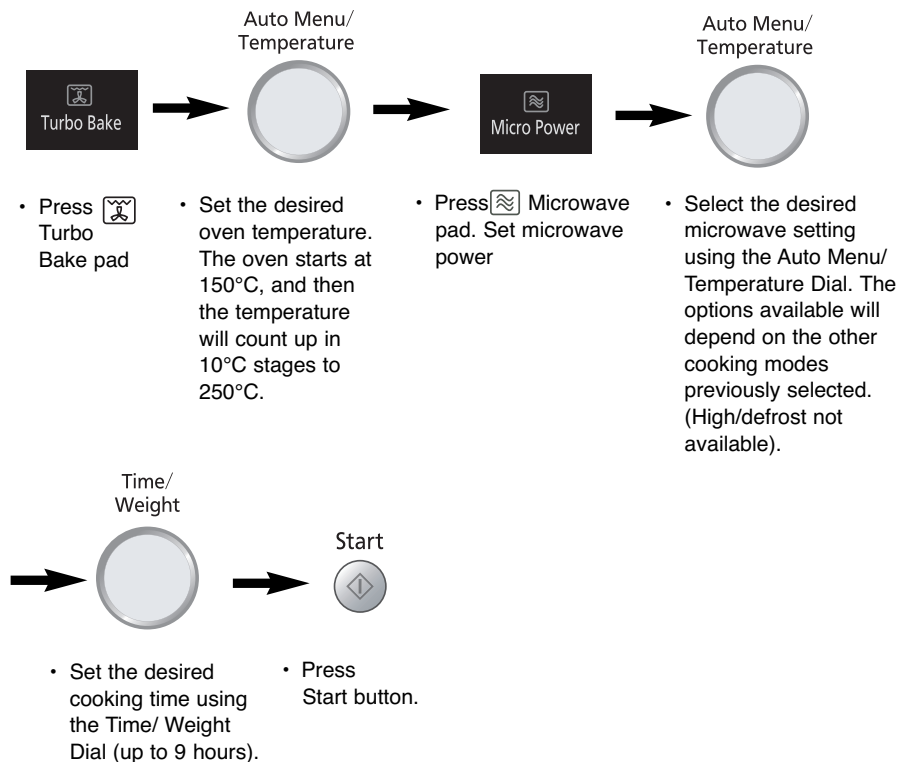 Auto Menu/
Temperature
Turbo Bake
Auto Menu/
Temperature
Micro Power
• Press
Turbo
Bake pad
• Set the desired
oven temperature.
The oven starts at
150°C, and then
the temperature
will count up in
10°C stages to
250°C.
• Press Microwave
pad. Set microwave
power
• Select the desired
microwave setting
using the Auto Menu/
Temperature Dial. The
options available will
depend on the other
cooking modes
previously selected.
(High/defrost not
available).
Time/
Weight
Start
• Set the desired
cooking time using
the Time/ Weight
Dial (up to 9 hours).
• Press
Start button.